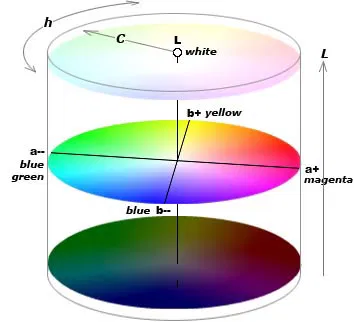 h
C
L
white
L
b+ yellow
a--
blue
green
a+
magenta
blue b--